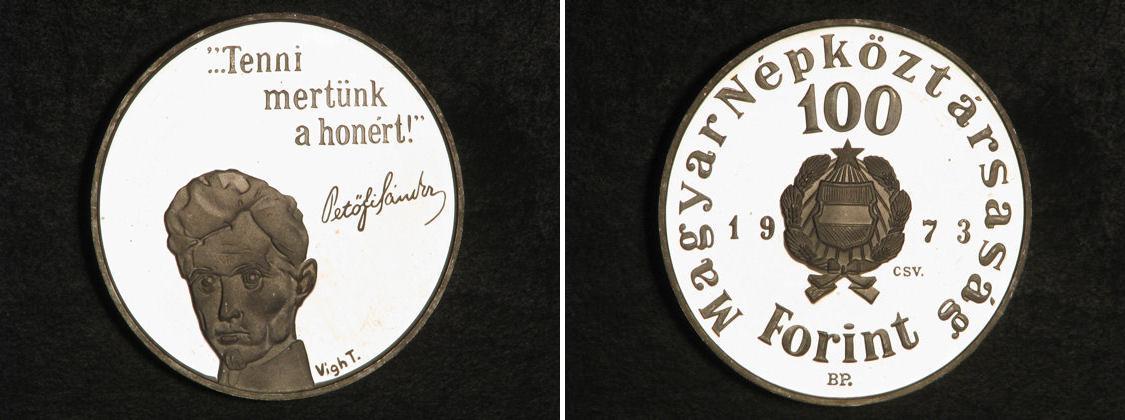 "...Tenni
mertünk
a honért!"
Petőfi Sándor
Vigh T.
Magyar Népköztársaság
100
1973
CSV.
Forint
BP.